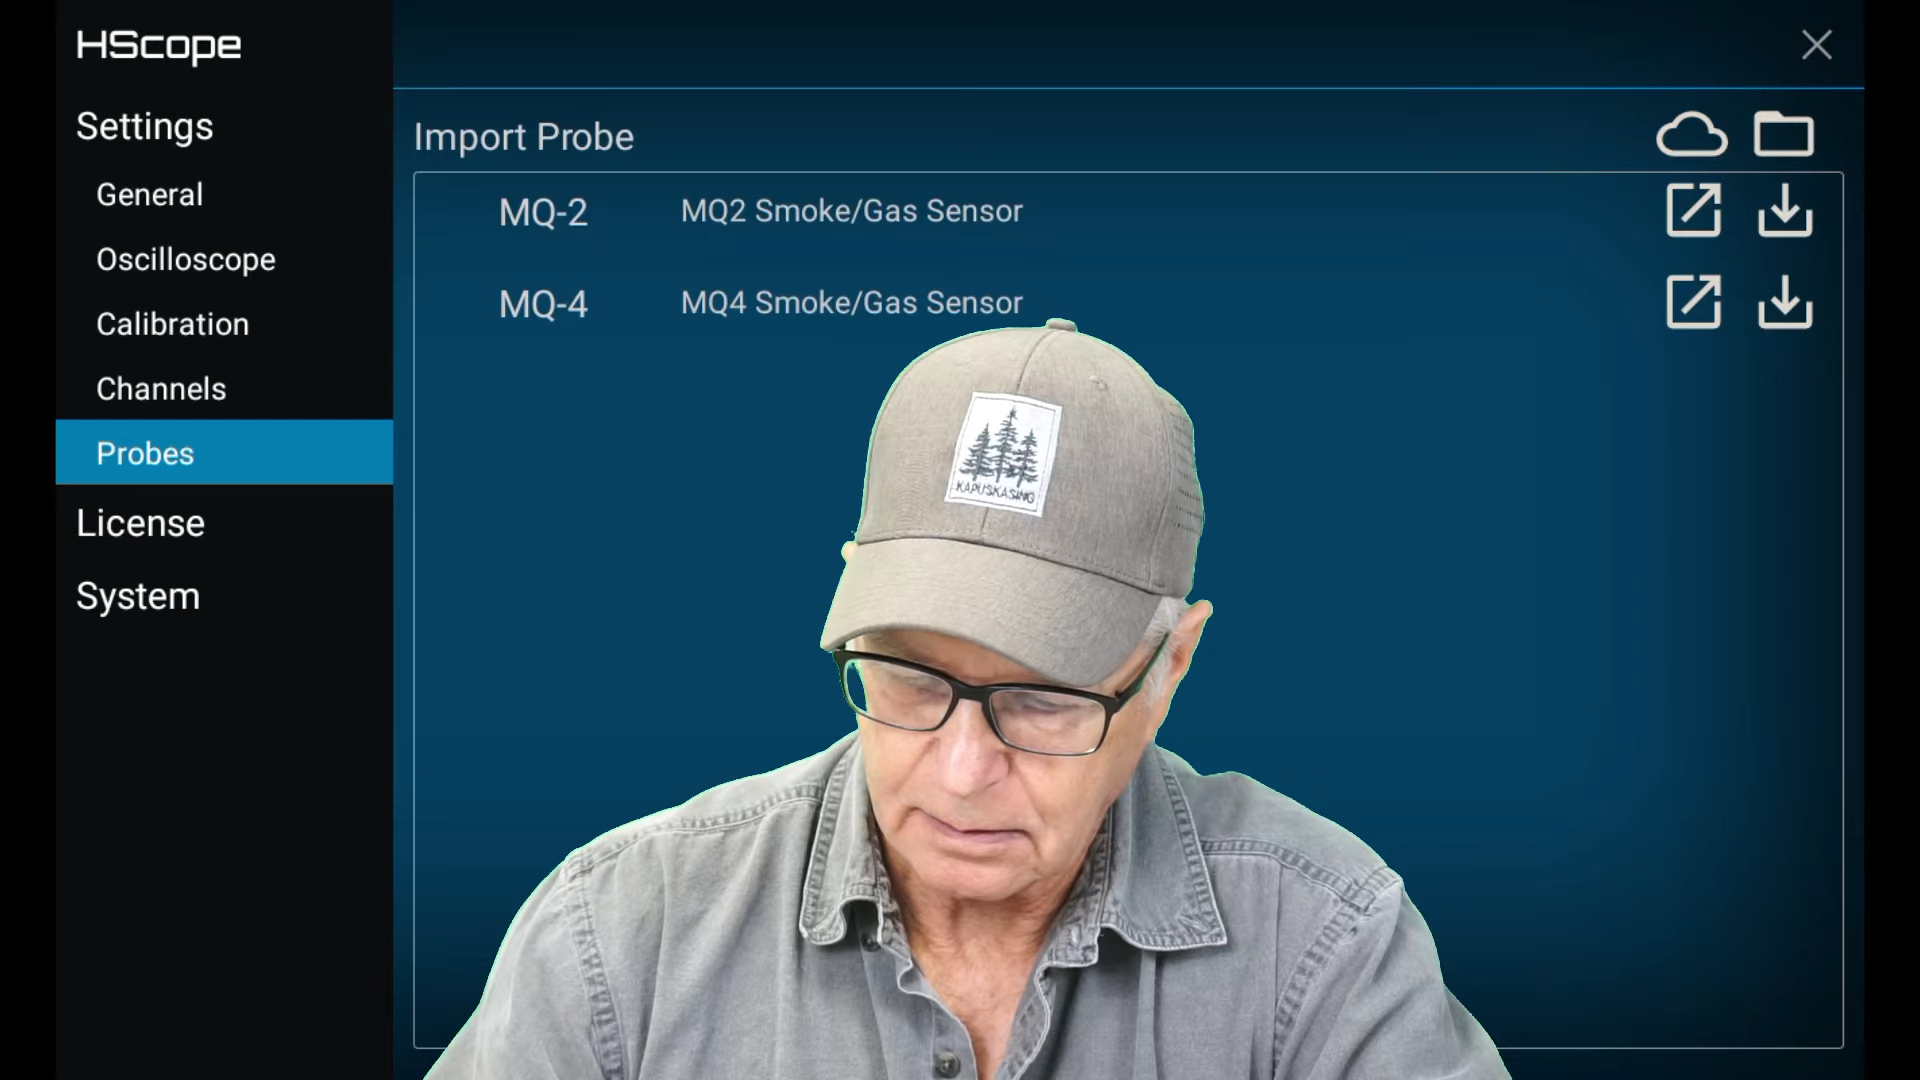 HScope
Settings
General
Oscilloscope
Calibration
Channels
Probes
License
System
Import Probe
MQ-2 MQ2 Smoke/Gas Sensor
MQ-4 MQ4 Smoke/Gas Sensor
KAPUSKASING